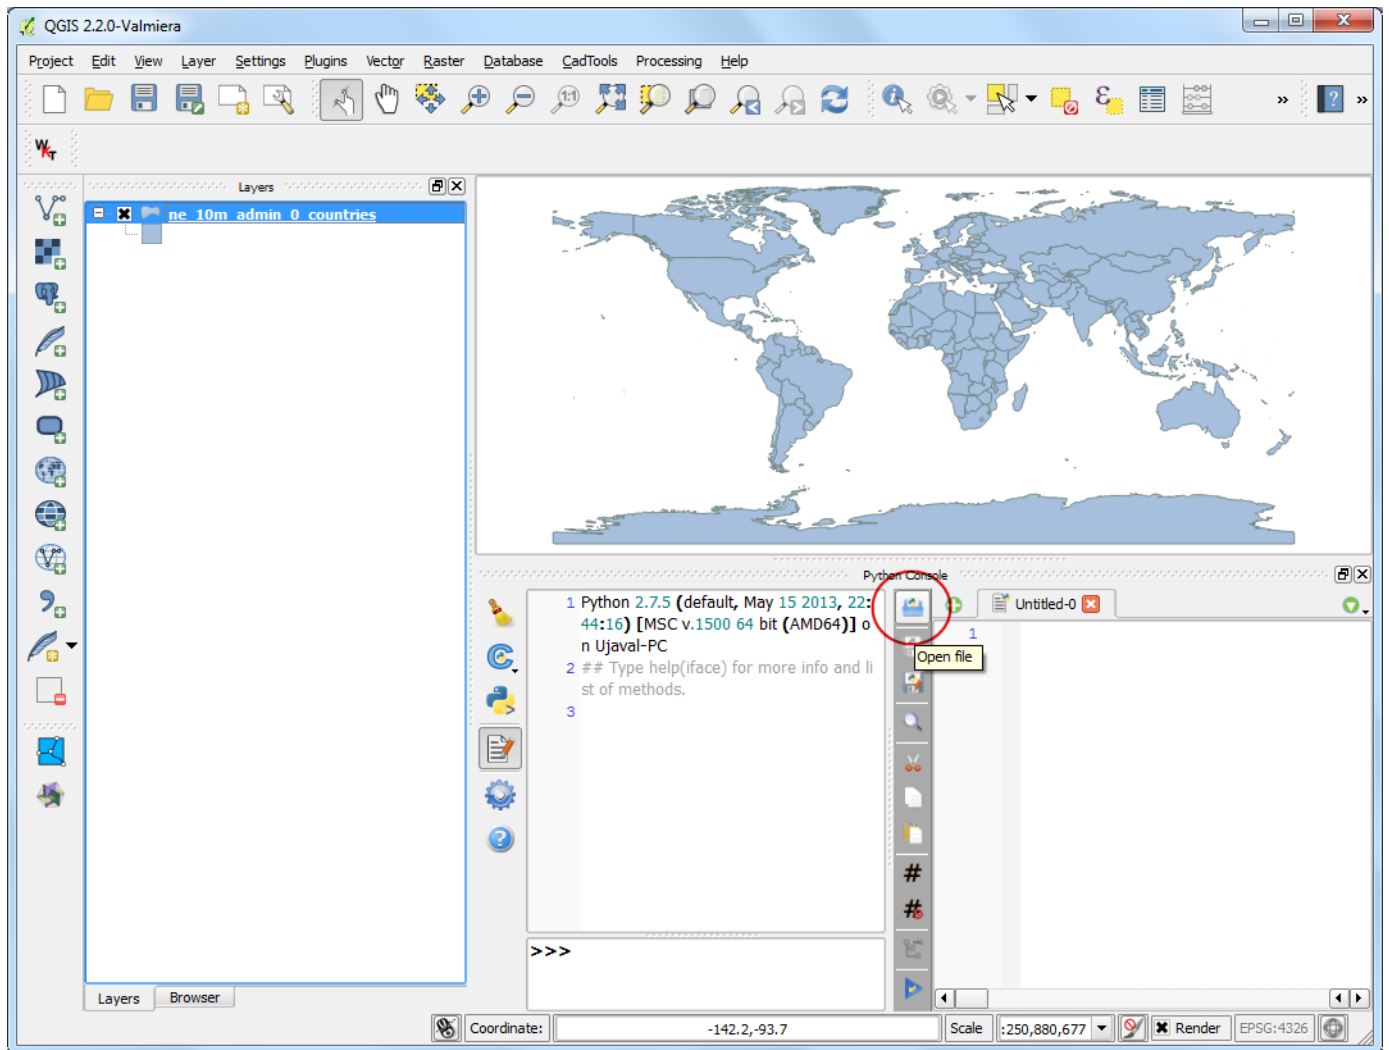 QGIS 2.2.0-Valmiera
Project Edit View Layer Settings Plugins Vector Raster Database CadTools Processing Help
1:1
ε
?
»
»
WKT
Layers
ne_10m_admin_0_countries
Python Console
1 Python 2.7.5 (default, May 15 2013, 22:
44:16) [MSC v.1500 64 bit (AMD64)] o
n Ujaval-PC
2 ## Type help(iface) for more info and li
st of methods.
3
>>>
Untitled-0
1
Open file
#
#
Layers Browser
Coordinate: -142.2,-93.7 Scale :250,880,677 Render EPSG:4326